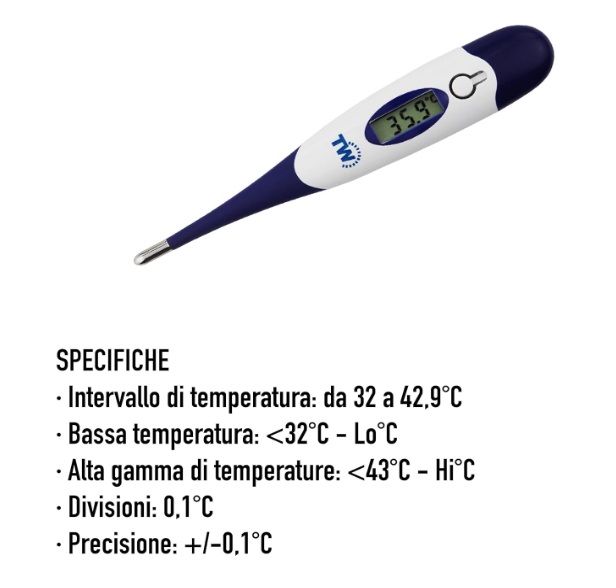 35.9°C
TW
SPECIFICHE
· Intervallo di temperatura: da 32 a 42,9°C
· Bassa temperatura: <32°C - Lo°C
· Alta gamma di temperature: <43°C - Hi°C
· Divisioni: 0,1°C
· Precisione: +/-0,1°C